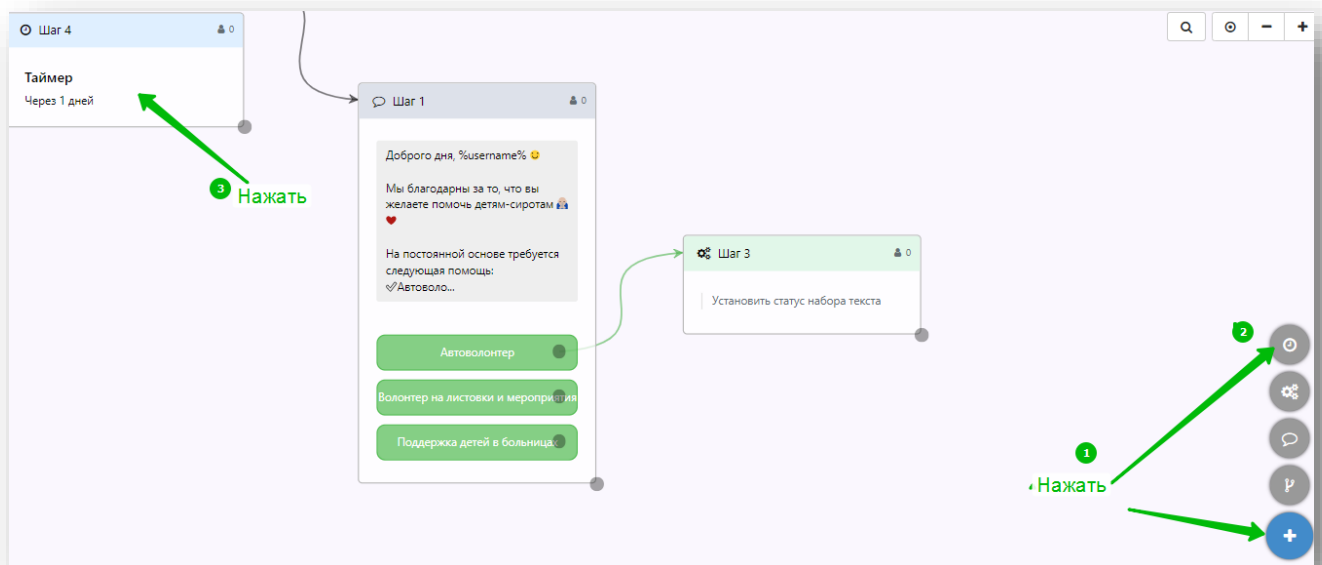 Шаг 4
0
Таймер
Через 1 дней
3
Нажать
Шаг 1
0
Доброго дня, %username%
Мы благодарны за то, что вы
желаете помочь детям-сиротам
На постоянной основе требуется
следующая помощь:
✅Автоволо...
Автоволонтер
Волонтер на листовки и мероприятия
Поддержка детей в больницах
Шаг 3
0
Установить статус набора текста
2
1
Нажать